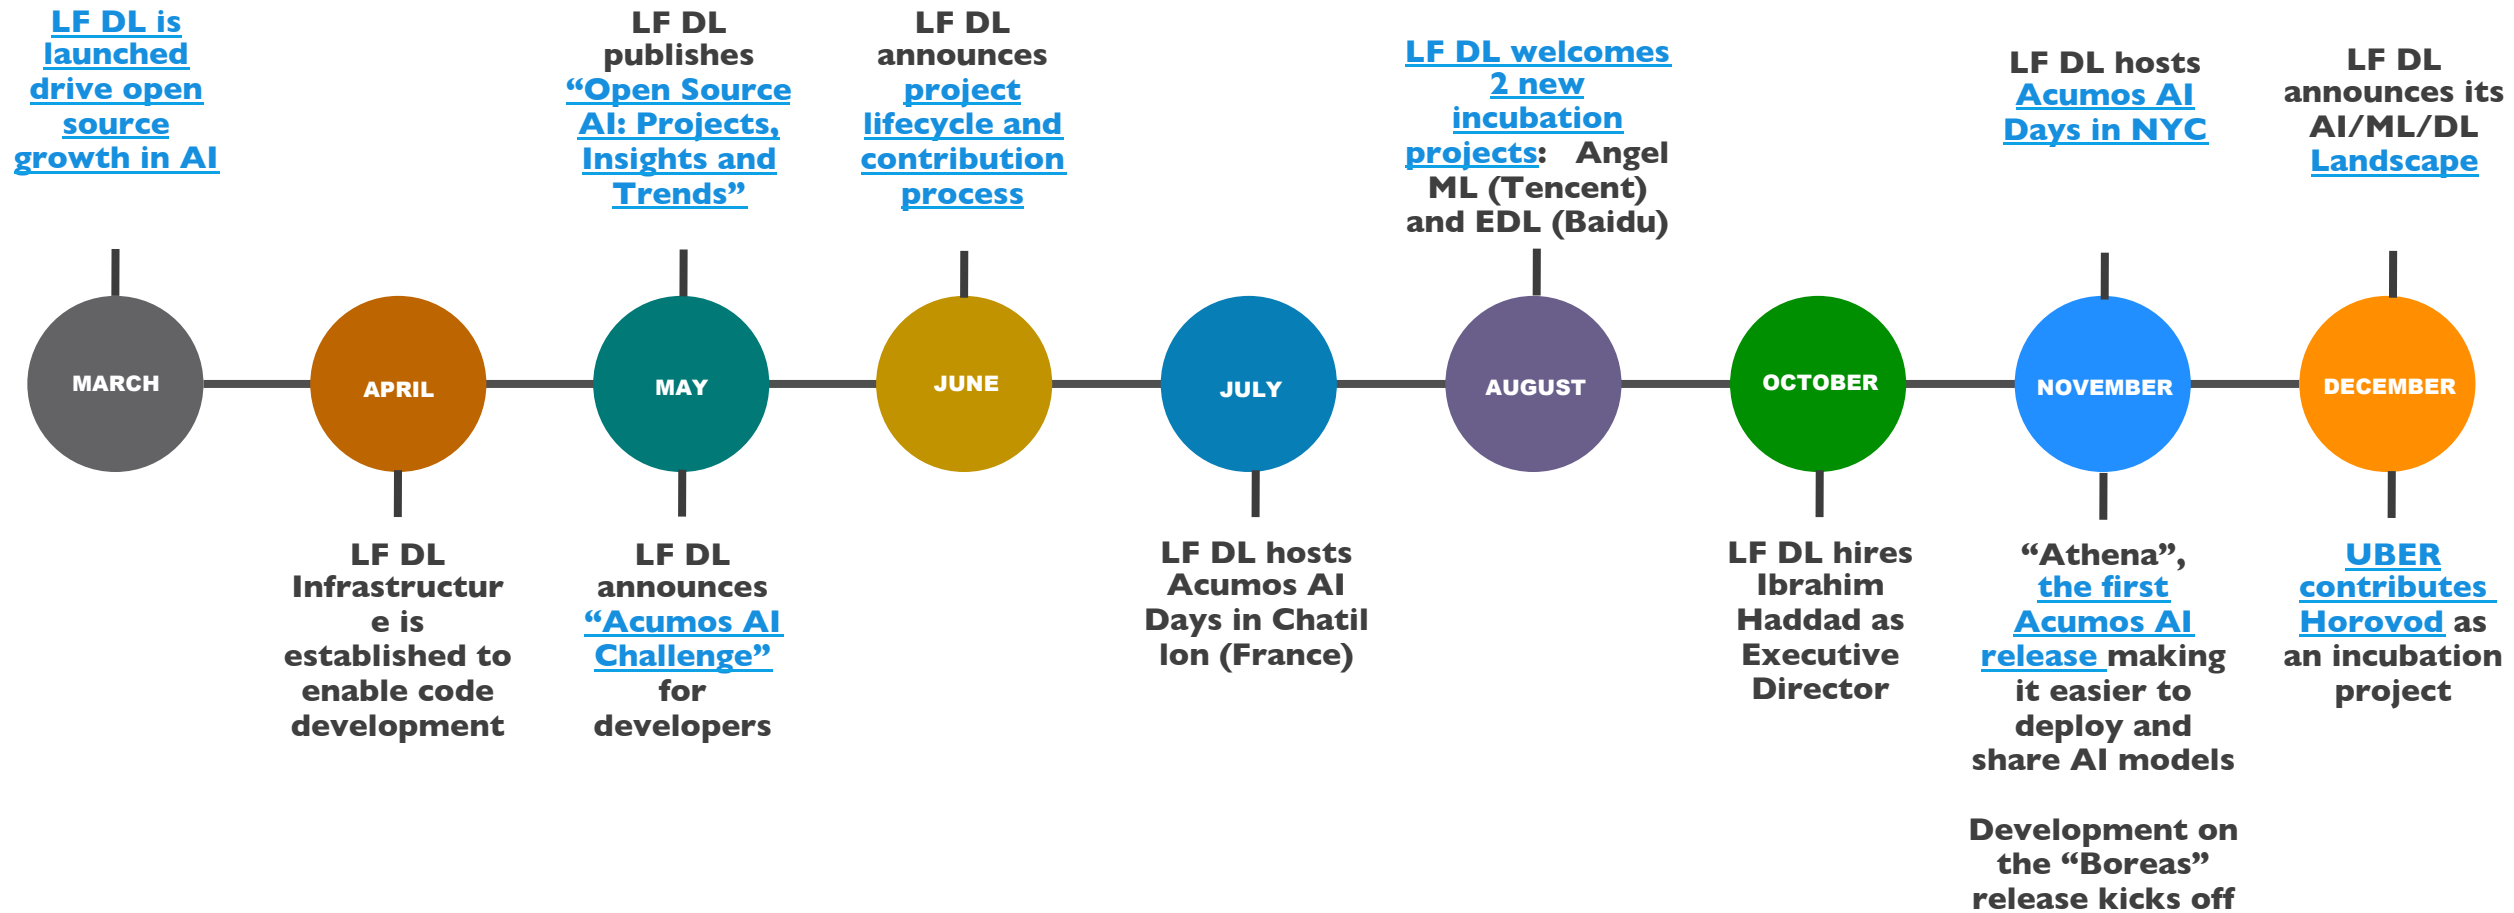 LF DL is
launched
drive open
source
growth in AI
LF DL
publishes
“Open Source
AI: Projects,
Insights and
Trends”
LF DL
announces
project
lifecycle and
contribution
process
LF DL welcomes
2 new
incubation
projects: Angel
ML (Tencent)
and EDL (Baidu)
LF DL hosts
Acumos AI
Days in NYC
LF DL
announces its
AI/ML/DL
Landscape
MARCH
APRIL
MAY
JUNE
JULY
AUGUST
OCTOBER
NOVEMBER
DECEMBER
LF DL
Infrastructur
e is
established to
enable code
development
LF DL
announces
“Acumos AI
Challenge”
for
developers
LF DL hosts
Acumos AI
Days in Chatil
lon (France)
LF DL hires
Ibrahim
Haddad as
Executive
Director
“Athena”,
the first
Acumos AI
release making
it easier to
deploy and
share AI models
Development on
the “Boreas”
release kicks off
UBER
contributes
Horovod as
an incubation
project